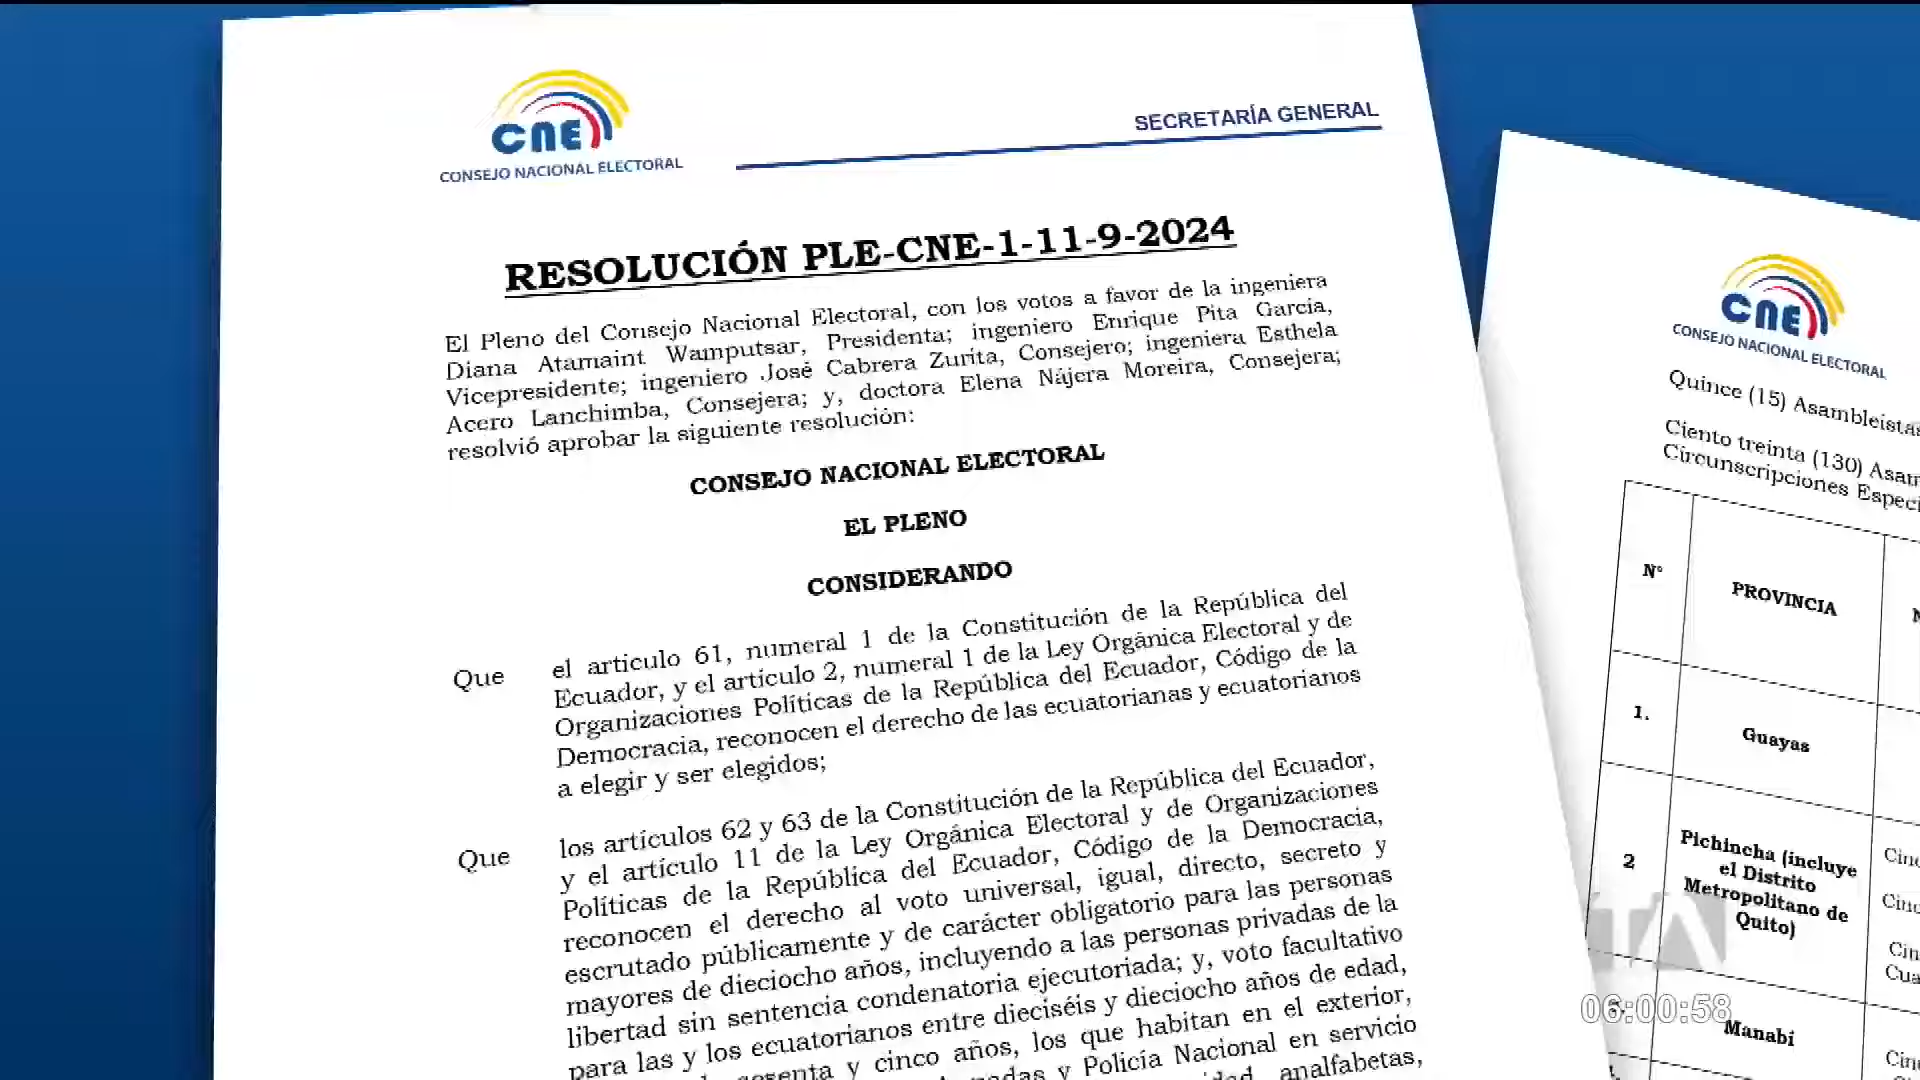 CNE
CONSEJO NACIONAL ELECTORAL
SECRETARÍA GENERAL
RESOLUCIÓN PLE-CNE-1-11-9-2024
El Pleno del Consejo Nacional Electoral, con los votos a favor de la ingeniera
Diana Atamaint Wamputsar, Presidenta; ingeniero Enrique Pita García,
Vicepresidente; ingeniero José Cabrera Zurita, Consejero; ingeniera Esthela
Acero Lanchimba, Consejera; y, doctora Elena Nájera Moreira, Consejera;
resolvió aprobar la siguiente resolución:
CONSEJO NACIONAL ELECTORAL
EL PLENO
CONSIDERANDO
Que el artículo 61, numeral 1 de la Constitución de la República del
Ecuador, y el artículo 2, numeral 1 de la Ley Orgánica Electoral y de
Organizaciones Políticas de la República del Ecuador, Código de la
Democracia, reconocen el derecho de las ecuatorianas y ecuatorianos
a elegir y ser elegidos;
Que los artículos 62 y 63 de la Constitución de la República del Ecuador,
y el artículo 11 de la Ley Orgánica Electoral y de Organizaciones
Políticas de la República del Ecuador, Código de la Democracia,
reconocen el derecho al voto universal, igual, directo, secreto y
escrutado públicamente y de carácter obligatorio para las personas
mayores de dieciocho años, incluyendo a las personas privadas de la
libertad sin sentencia condenatoria ejecutoriada; y, voto facultativo
para las y los ecuatorianos entre dieciséis y dieciocho años de edad,
y cinco años, los que habitan en el exterior,
y Policía Nacional en servicio
analfabetas,
CNE
CONSEJO NACIONAL ELECTORAL
Quince (15) Asambleistas
Ciento treinta (130)
Circunscripciones
N° PROVINCIA
1. Guayas
2 Pichincha (incluye
el Distrito
Metropolitano de
Quito)
Manabí
TA
06:00:58